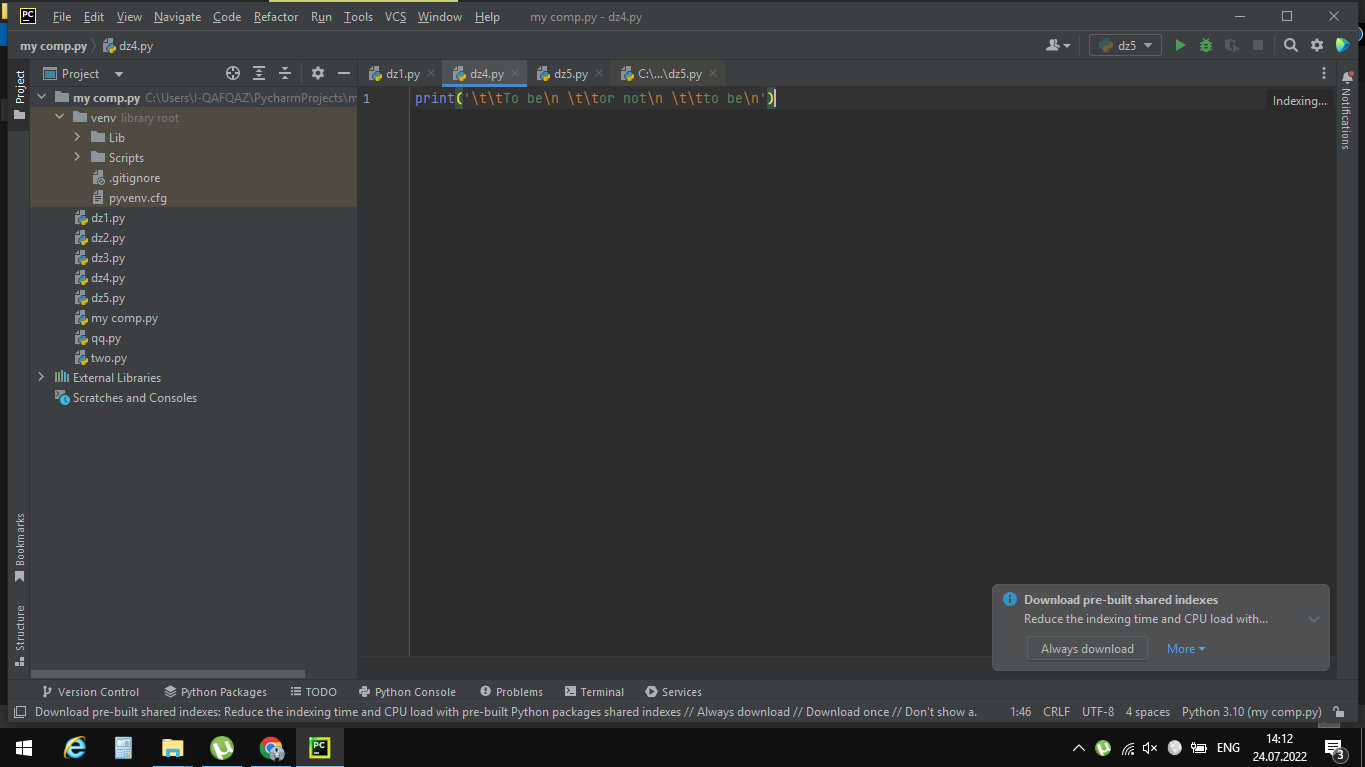 PC File Edit View Navigate Code Refactor Run Tools VCS Window Help my comp.py - dz4.py
my comp.py dz4.py dz5
Project Project dz1.py dz4.py dz5.py C:\...\dz5.py
my comp.py C:\Users\I-QAFQAZ\PycharmProjects\m 1 print('\t\tTo be\n \t\tor not\n \t\tto be\n') Indexing...
Notifications
venv library root
Lib
Scripts
.gitignore
pyvenv.cfg
dz1.py
dz2.py
dz3.py
dz4.py
dz5.py
my comp.py
qq.py
two.py
External Libraries
Scratches and Consoles
Bookmarks
Structure
Download pre-built shared indexes
Reduce the indexing time and CPU load with...
Always download More
Version Control Python Packages TODO Python Console Problems Terminal Services
Download pre-built shared indexes: Reduce the indexing time and CPU load with pre-built Python packages shared indexes // Always download // Download once // Don't show a. 1:46 CRLF UTF-8 4 spaces Python 3.10 (my comp.py)
PC ENG 14:12
24.07.2022 3